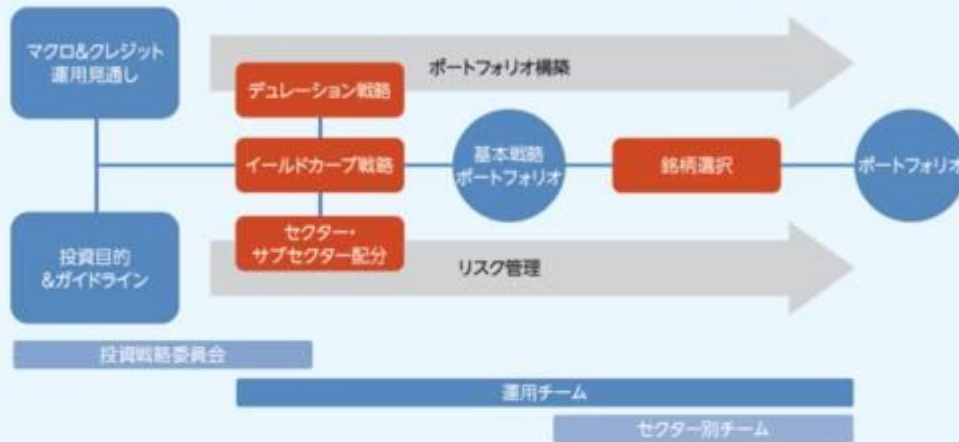 マクロ&クレジット
運用見通し
ポートフォリオ構築
デュレーション戦略
イールドカーブ戦略
基本戦略
ポートフォリオ
銘柄選択
ポートフォリオ
セクター・
サブセクター配分
投資目的
&ガイドライン
リスク管理
投資戦略委員会
運用チーム
セクター別チーム